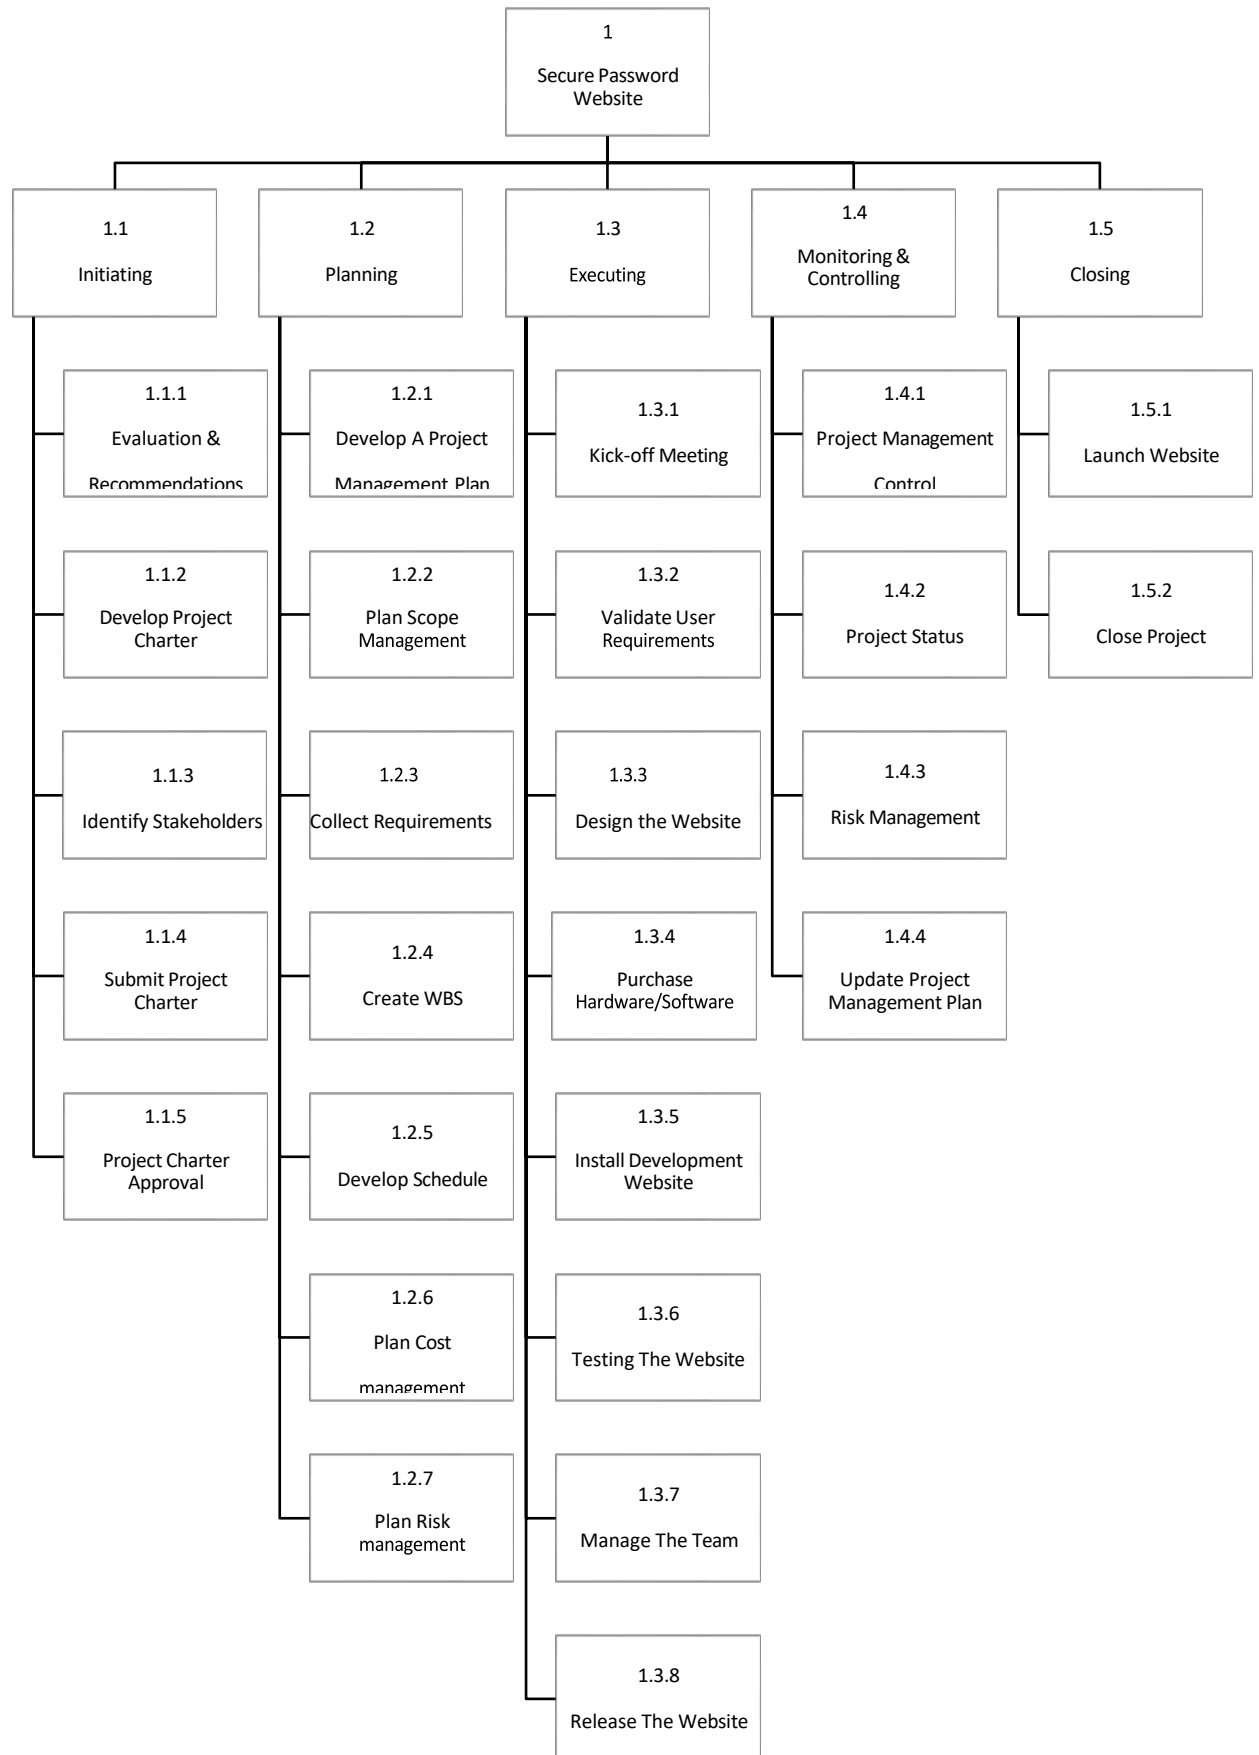 1
Secure Password
Website
1.1
Initiating
1.2
Planning
1.3
Executing
1.4
Monitoring &
Controlling
1.5
Closing
1.1.1
Evaluation &
Recommendations
1.1.2
Develop Project
Charter
1.1.3
Identify Stakeholders
1.1.4
Submit Project
Charter
1.1.5
Project Charter
Approval
1.2.1
Develop A Project
Management Plan
1.2.2
Plan Scope
Management
1.2.3
Collect Requirements
1.2.4
Create WBS
1.2.5
Develop Schedule
1.2.6
Plan Cost
management
1.2.7
Plan Risk
management
1.3.1
Kick-off Meeting
1.3.2
Validate User
Requirements
1.3.3
Design the Website
1.3.4
Purchase
Hardware/Software
1.3.5
Install Development
Website
1.3.6
Testing The Website
1.3.7
Manage The Team
1.3.8
Release The Website
1.4.1
Project Management
Control
1.4.2
Project Status
1.4.3
Risk Management
1.4.4
Update Project
Management Plan
1.5.1
Launch Website
1.5.2
Close Project